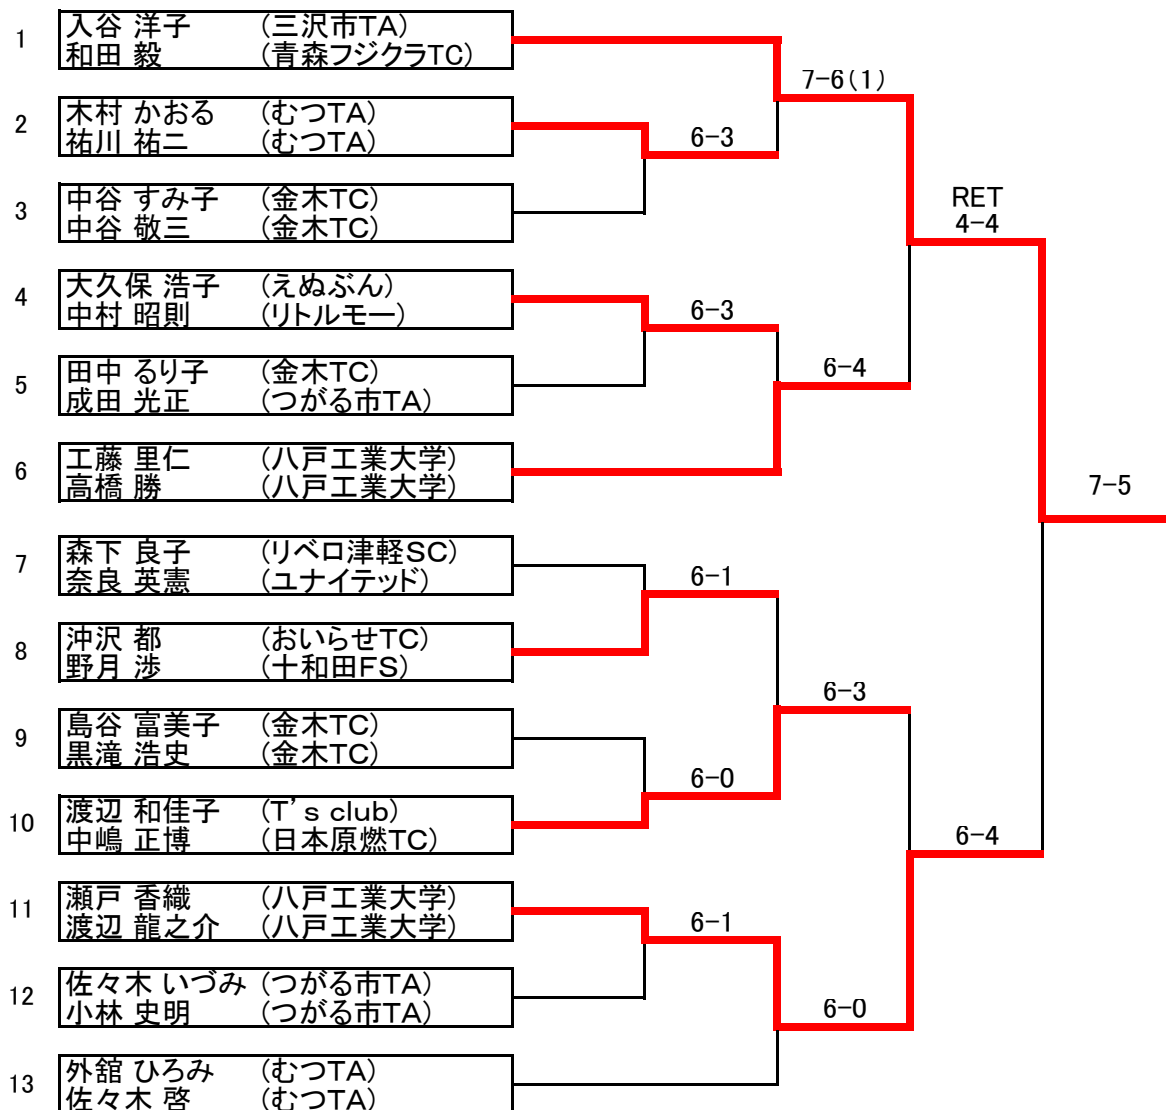 1
入谷 洋子 (三沢市TA)
和田 毅 (青森フジクラTC)
7-6(1)
2
木村 かおる (むつTA)
祐川 祐二 (むつTA)
6-3
3
中谷 すみ子 (金木TC)
中谷 敬三 (金木TC)
RET
4-4
4
大久保 浩子 (えぬぶん)
中村 昭則 (リトルモー)
6-3
5
田中 るり子 (金木TC)
成田 光正 (つがる市TA)
6-4
6
工藤 里仁 (八戸工業大学)
高橋 勝 (八戸工業大学)
7-5
7
森下 良子 (リベロ津軽SC)
奈良 英憲 (ユナイテッド)
6-1
8
沖沢 都 (おいらせTC)
野月 渉 (十和田FS)
6-3
9
島谷 富美子 (金木TC)
黒滝 浩史 (金木TC)
6-0
10
渡辺 和佳子 (T's club)
中嶋 正博 (日本原燃TC)
6-4
11
瀬戸 香織 (八戸工業大学)
渡辺 龍之介 (八戸工業大学)
6-1
12
佐々木 いづみ (つがる市TA)
小林 史明 (つがる市TA)
6-0
13
外舘 ひろみ (むつTA)
佐々木 啓 (むつTA)